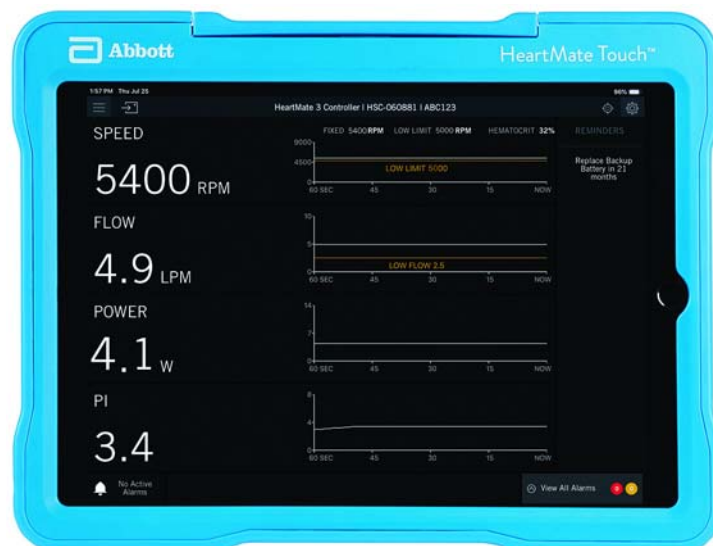 Abbott
HeartMate Touch™
1:57 PM Thu Jul 25
96%
HeartMate 3 Controller | HSC-060881 | ABC123
SPEED
5400 RPM
FIXED 5400 RPM LOW LIMIT 5000 RPM HEMATOCRIT 32%
9000
4500
0
LOW LIMIT 5000
60 SEC 45 30 15 NOW
REMINDERS
Replace Backup
Battery in 21
months
FLOW
4.9 LPM
10
5
0
LOW FLOW 2.5
60 SEC 45 30 15 NOW
POWER
4.1 W
14
7
0
60 SEC 45 30 15 NOW
PI
3.4
8
4
0
60 SEC 45 30 15 NOW
No Active
Alarms
View All Alarms 0 0